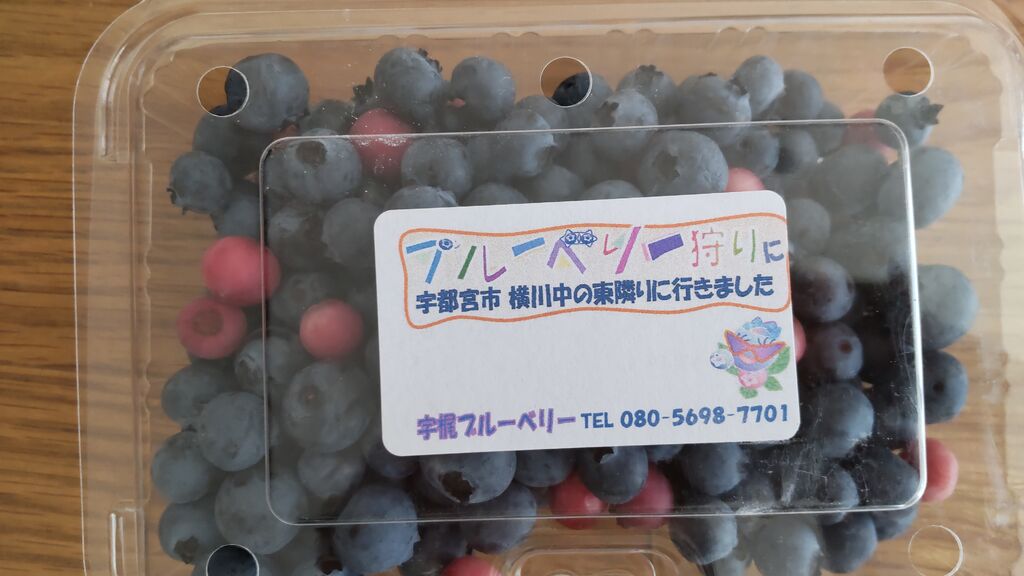 ブルーベリー狩りに
宇都宮市 横川中の東隣りに行きました
宇梶ブルーベリー TEL 080-5698-7701